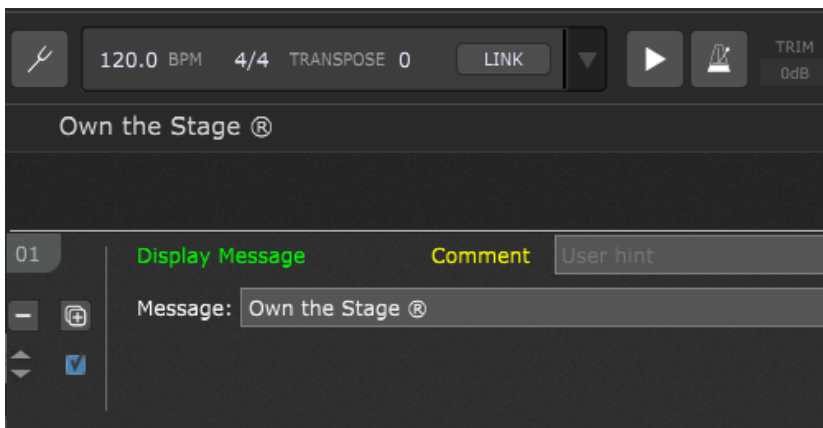 120.0 BPM 4/4 TRANSPOSE 0 LINK TRIM
0dB
Own the Stage ®
01 Display Message Comment User hint
Message: Own the Stage ®